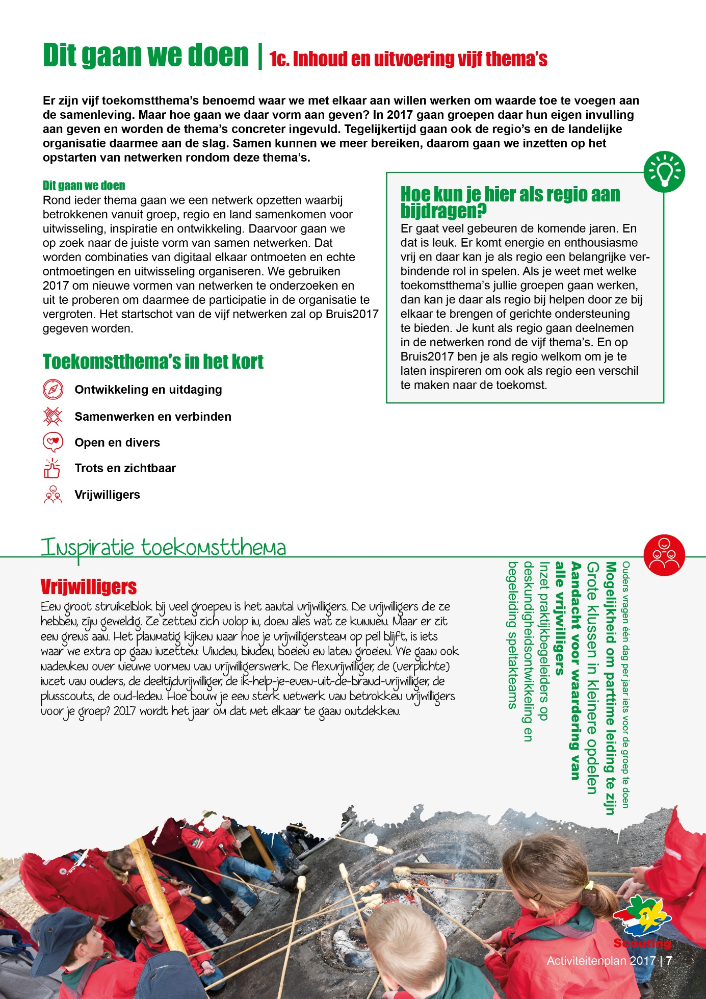 Dit gaan we doen | 1c. Inhoud en uitvoering vijf thema's
Er zijn vijf toekomstthema's benoemd waar we met elkaar aan willen werken om waarde toe te voegen aan
de samenleving. Maar hoe gaan we daar vorm aan geven? In 2017 gaan groepen daar hun eigen invulling
aan geven en worden de thema's concreter ingevuld. Tegelijkertijd gaan ook de regio's en de landelijke
organisatie daarmee aan de slag. Samen kunnen we meer bereiken, daarom gaan we inzetten op het
opstarten van netwerken rondom deze thema's.
Dit gaan we doen
Rond ieder thema gaan we een netwerk opzetten waarbij
betrokkenen vanuit groep, regio en land samenkomen voor
uitwisseling, inspiratie en ontwikkeling. Daarvoor gaan we
op zoek naar de juiste vorm van samen netwerken. Dat
worden combinaties van digitaal elkaar ontmoeten en echte
ontmoetingen en uitwisseling organiseren. We gebruiken
2017 om nieuwe vormen van netwerken te onderzoeken en
uit te proberen om daarmee de participatie in de organisatie te
vergroten. Het startschot van de vijf netwerken zal op Bruis2017
gegeven worden.
Hoe kun je hier als regio aan
bijdragen?
Er gaat veel gebeuren de komende jaren. En
dat is leuk. Er komt energie en enthousiasme
vrij en daar kan je als regio een belangrijke ver-
bindende rol in spelen. Als je weet met welke
toekomstthema's jullie groepen gaan werken,
dan kan je daar als regio bij helpen door ze bij
elkaar te brengen of gerichte ondersteuning
te bieden. Je kunt als regio gaan deelnemen
in de netwerken rond de vijf thema's. En op
Bruis2017 ben je als regio welkom om je te
laten inspireren om ook als regio een verschil
te maken naar de toekomst.
Toekomstthema's in het kort
Ontwikkeling en uitdaging
Samenwerken en verbinden
Open en divers
Trots en zichtbaar
Vrijwilligers
Inspiratie toekomstthema
Vrijwilligers
Een groot struikelblok bij veel groepen is het aantal vrijwilligers. De vrijwilligers die ze
hebben, zijn geweldig. Ze zetten zich volop in, doen alles wat ze kunnen. Maar er zit
een grens aan. Het planmatig kijken naar hoe je vrijwilligersteam op peil blijft, is iets
waar we extra op gaan inzetten: Vinden, binden, boeien en laten groeien. We gaan ook
nadenken over nieuwe vormen van vrijwilligerswerk. De flexvrijwilliger, de (verplichte)
inzet van ouders, de deeltijdvrijwilliger, de ik-help-je-even-uit-de-brand-vrijwilliger, de
plusscouts, de oud-leden. Hoe bouw je een sterk netwerk van betrokken vrijwilligers
voor je groep? 2017 wordt het jaar om dat met elkaar te gaan ontdekken.
Ouders vragen één dag per jaar iets voor de groep te doen
Mogelijkheid om parttime leiding te zijn
Grote klussen in kleinere opdelen
Aandacht voor waardering van
alle vrijwilligers
Inzet praktijkbegeleiders op
deskundigheidsontwikkeling en
begeleiding speltakteams
Scouting
Activiteitenplan 2017 | 7